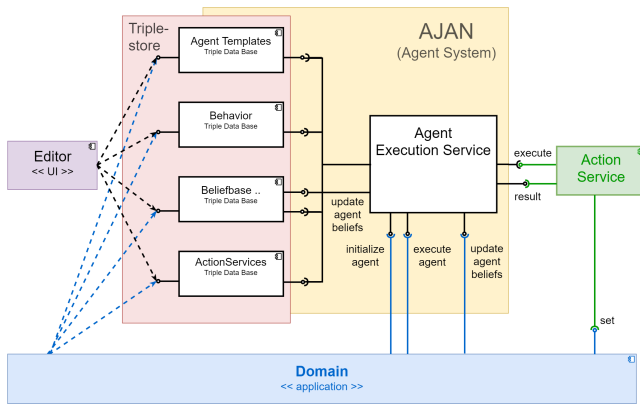 Triple-
store
AJAN
(Agent System)
Agent Templates
Triple Data Base
Behavior
Triple Data Base
Agent
Execution Service
Editor
<< UI >>
execute
Action
Service
result
Beliefbase ..
Triple Data Base
update
agent
beliefs
initialize
agent
execute
agent
update
agent
beliefs
ActionServices
Triple Data Base
set
Domain
<< application >>